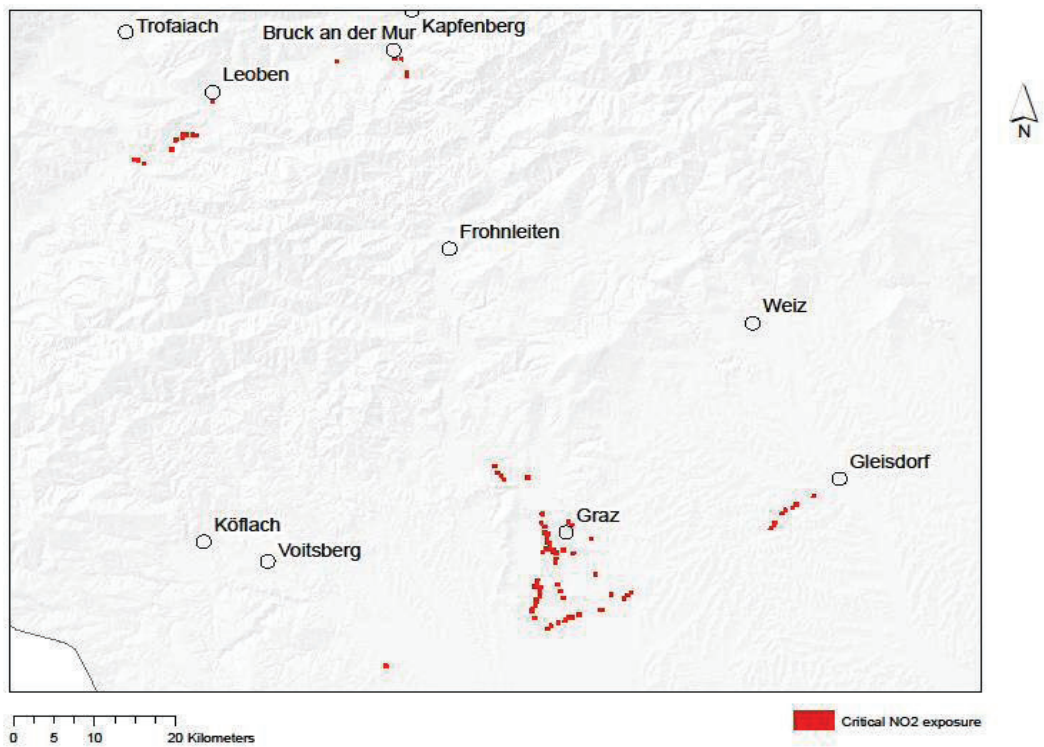 Kapfenberg
Trofaiach
Bruck an der Mur
Leoben
N
Frohnleiten
Weiz
Gleisdorf
Graz
Köflach
Voitsberg
0 5 10 20 Kilometers
Critical NO2 exposure